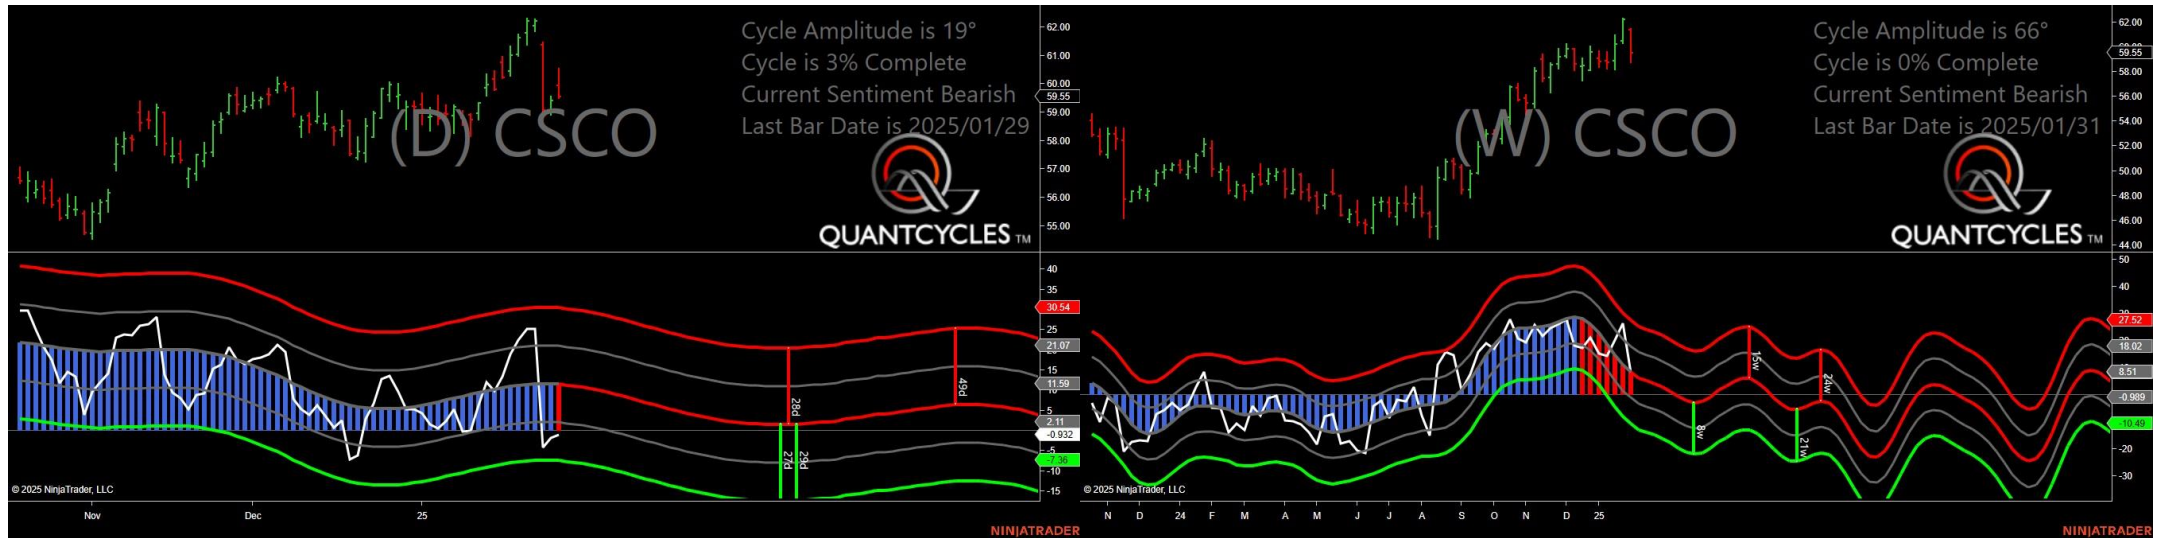 Cycle Amplitude is 19°
Cycle is 3% Complete
Current Sentiment Bearish
Last Bar Date is 2025/01/29
(D) CSCO
QUANTCYCLES TM
62.00
61.00
60.00
59.55
59.00
58.00
57.00
56.00
55.00
40
35
30.54
25
21.07
15
11.59
5
2.11
-0.932
-5
-7.36
-10
-15
28d
27d
29d
49d
© 2025 NinjaTrader, LLC
Nov
Dec
25
NINJATRADER
Cycle Amplitude is 66°
Cycle is 0% Complete
Current Sentiment Bearish
Last Bar Date is 2025/01/31
(W) CSCO
QUANTCYCLES TM
62.00
59.55
58.00
56.00
54.00
52.00
50.00
48.00
46.00
44.00
50
40
27.52
18.02
8.51
-0.989
-10.49
-20
-30
15w
24w
8w
21w
© 2025 NinjaTrader, LLC
N D 24 F M A M J J A S O N D 25
NINJATRADER